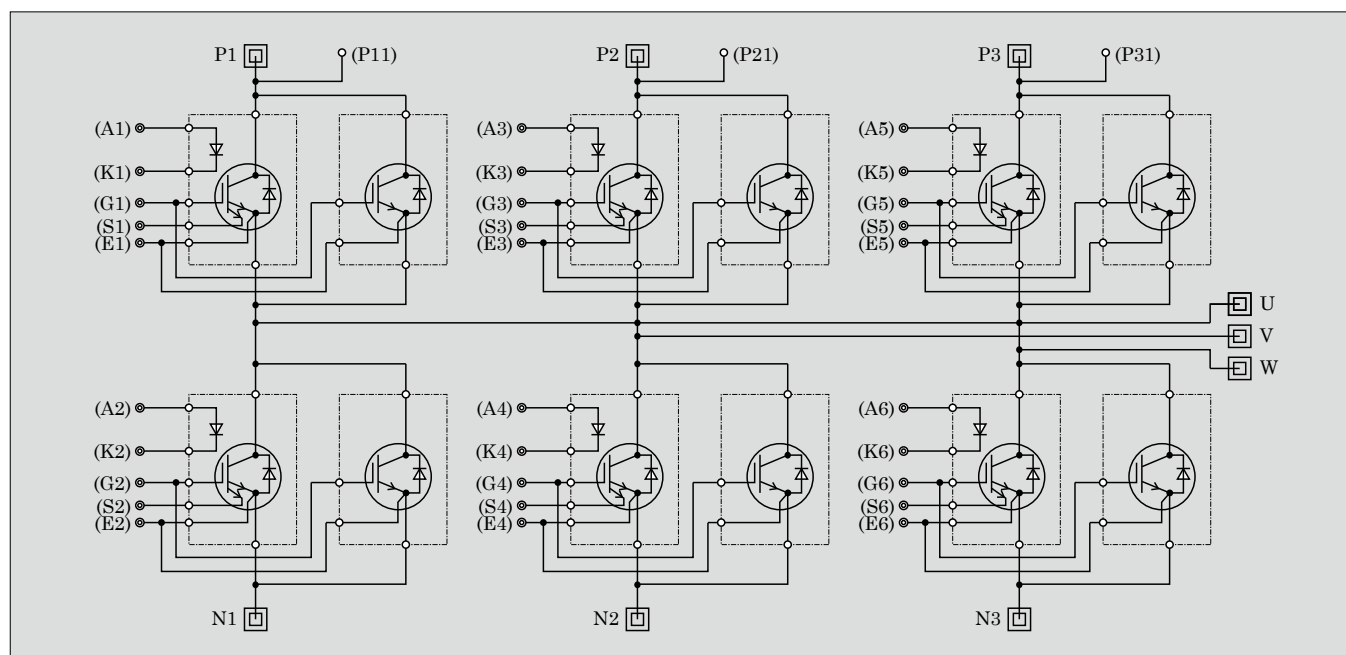 P1 (P11) P2 (P21) P3 (P31)
(A1) (A3) (A5)
(K1) (K3) (K5)
(G1) (G3) (G5)
(S1) (S3) (S5)
(E1) (E3) (E5)
U
V
W
(A2) (A4) (A6)
(K2) (K4) (K6)
(G2) (G4) (G6)
(S2) (S4) (S6)
(E2) (E4) (E6)
N1 N2 N3